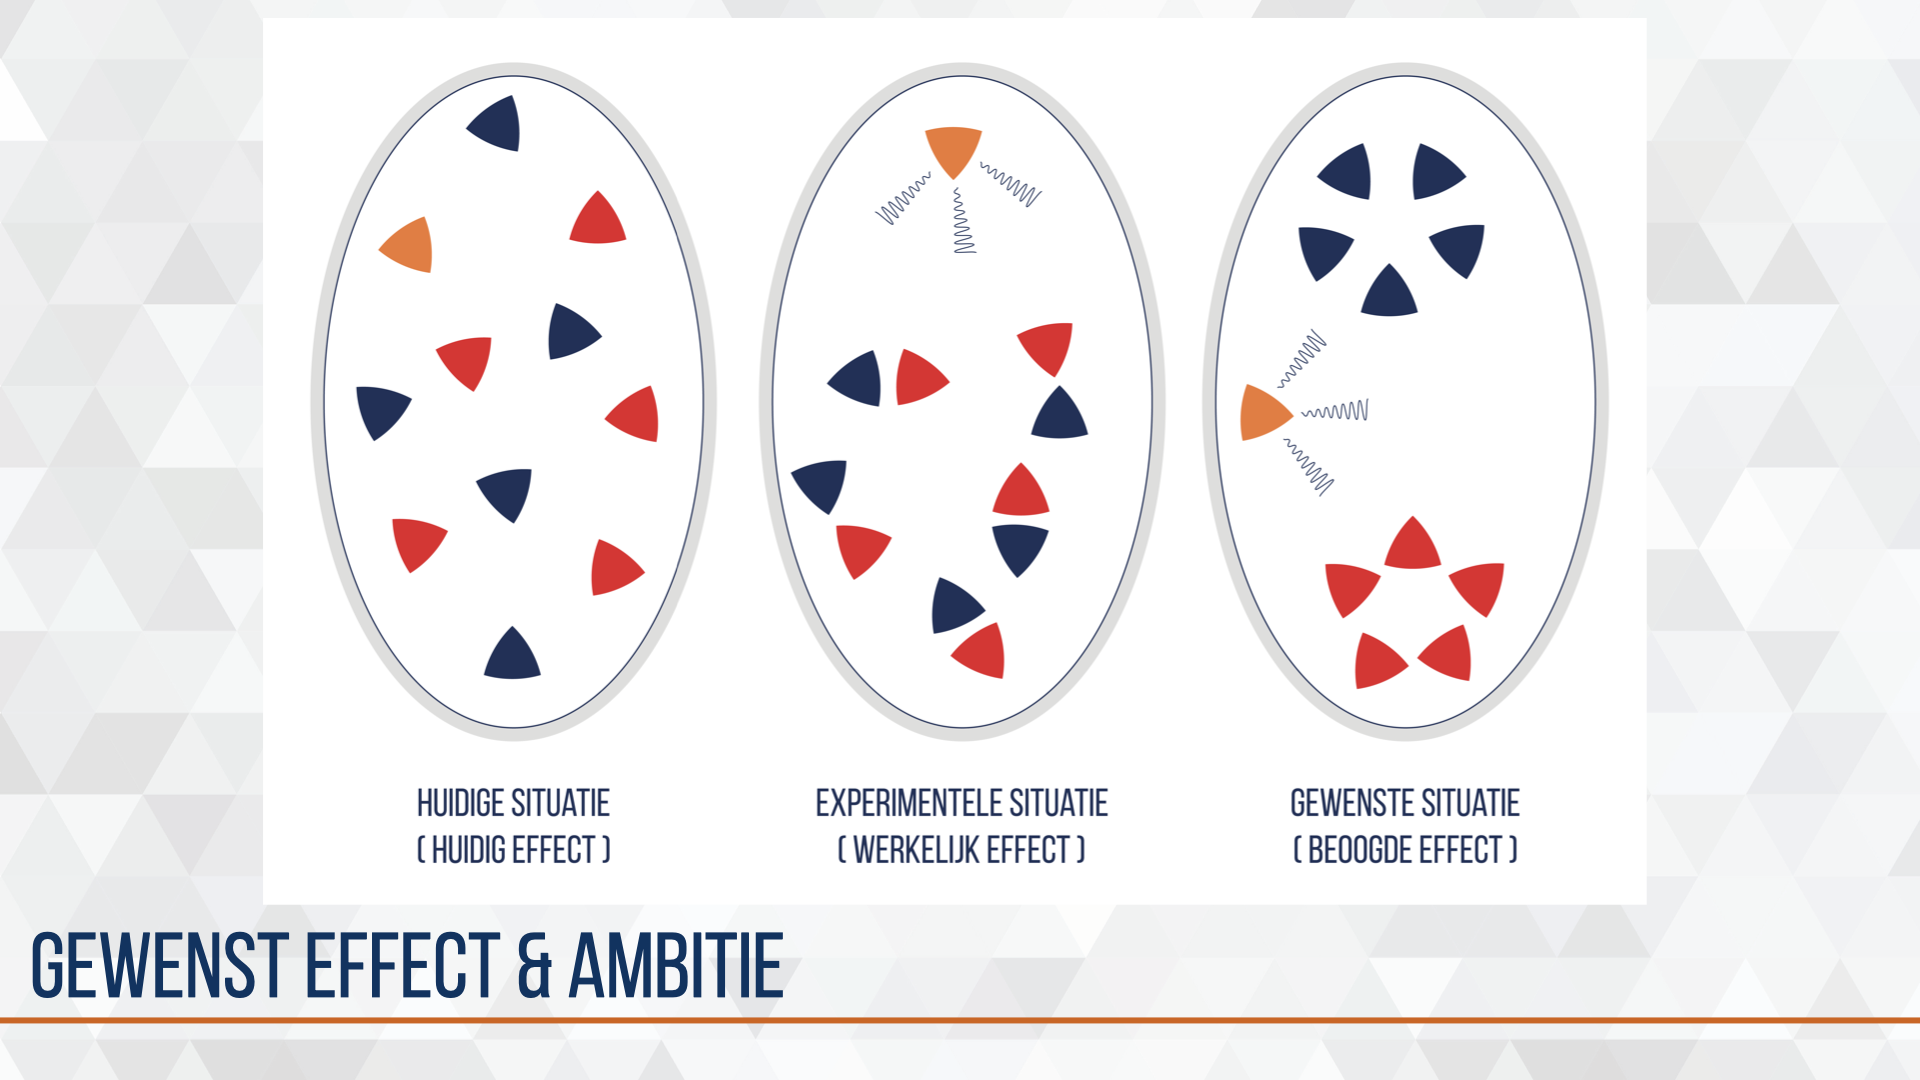 HUIDIGE SITUATIE
( HUIDIG EFFECT )
EXPERIMENTELE SITUATIE
( WERKELIJK EFFECT )
GEWENSTE SITUATIE
( BEOOGDE EFFECT )
GEWENST EFFECT & AMBITIE